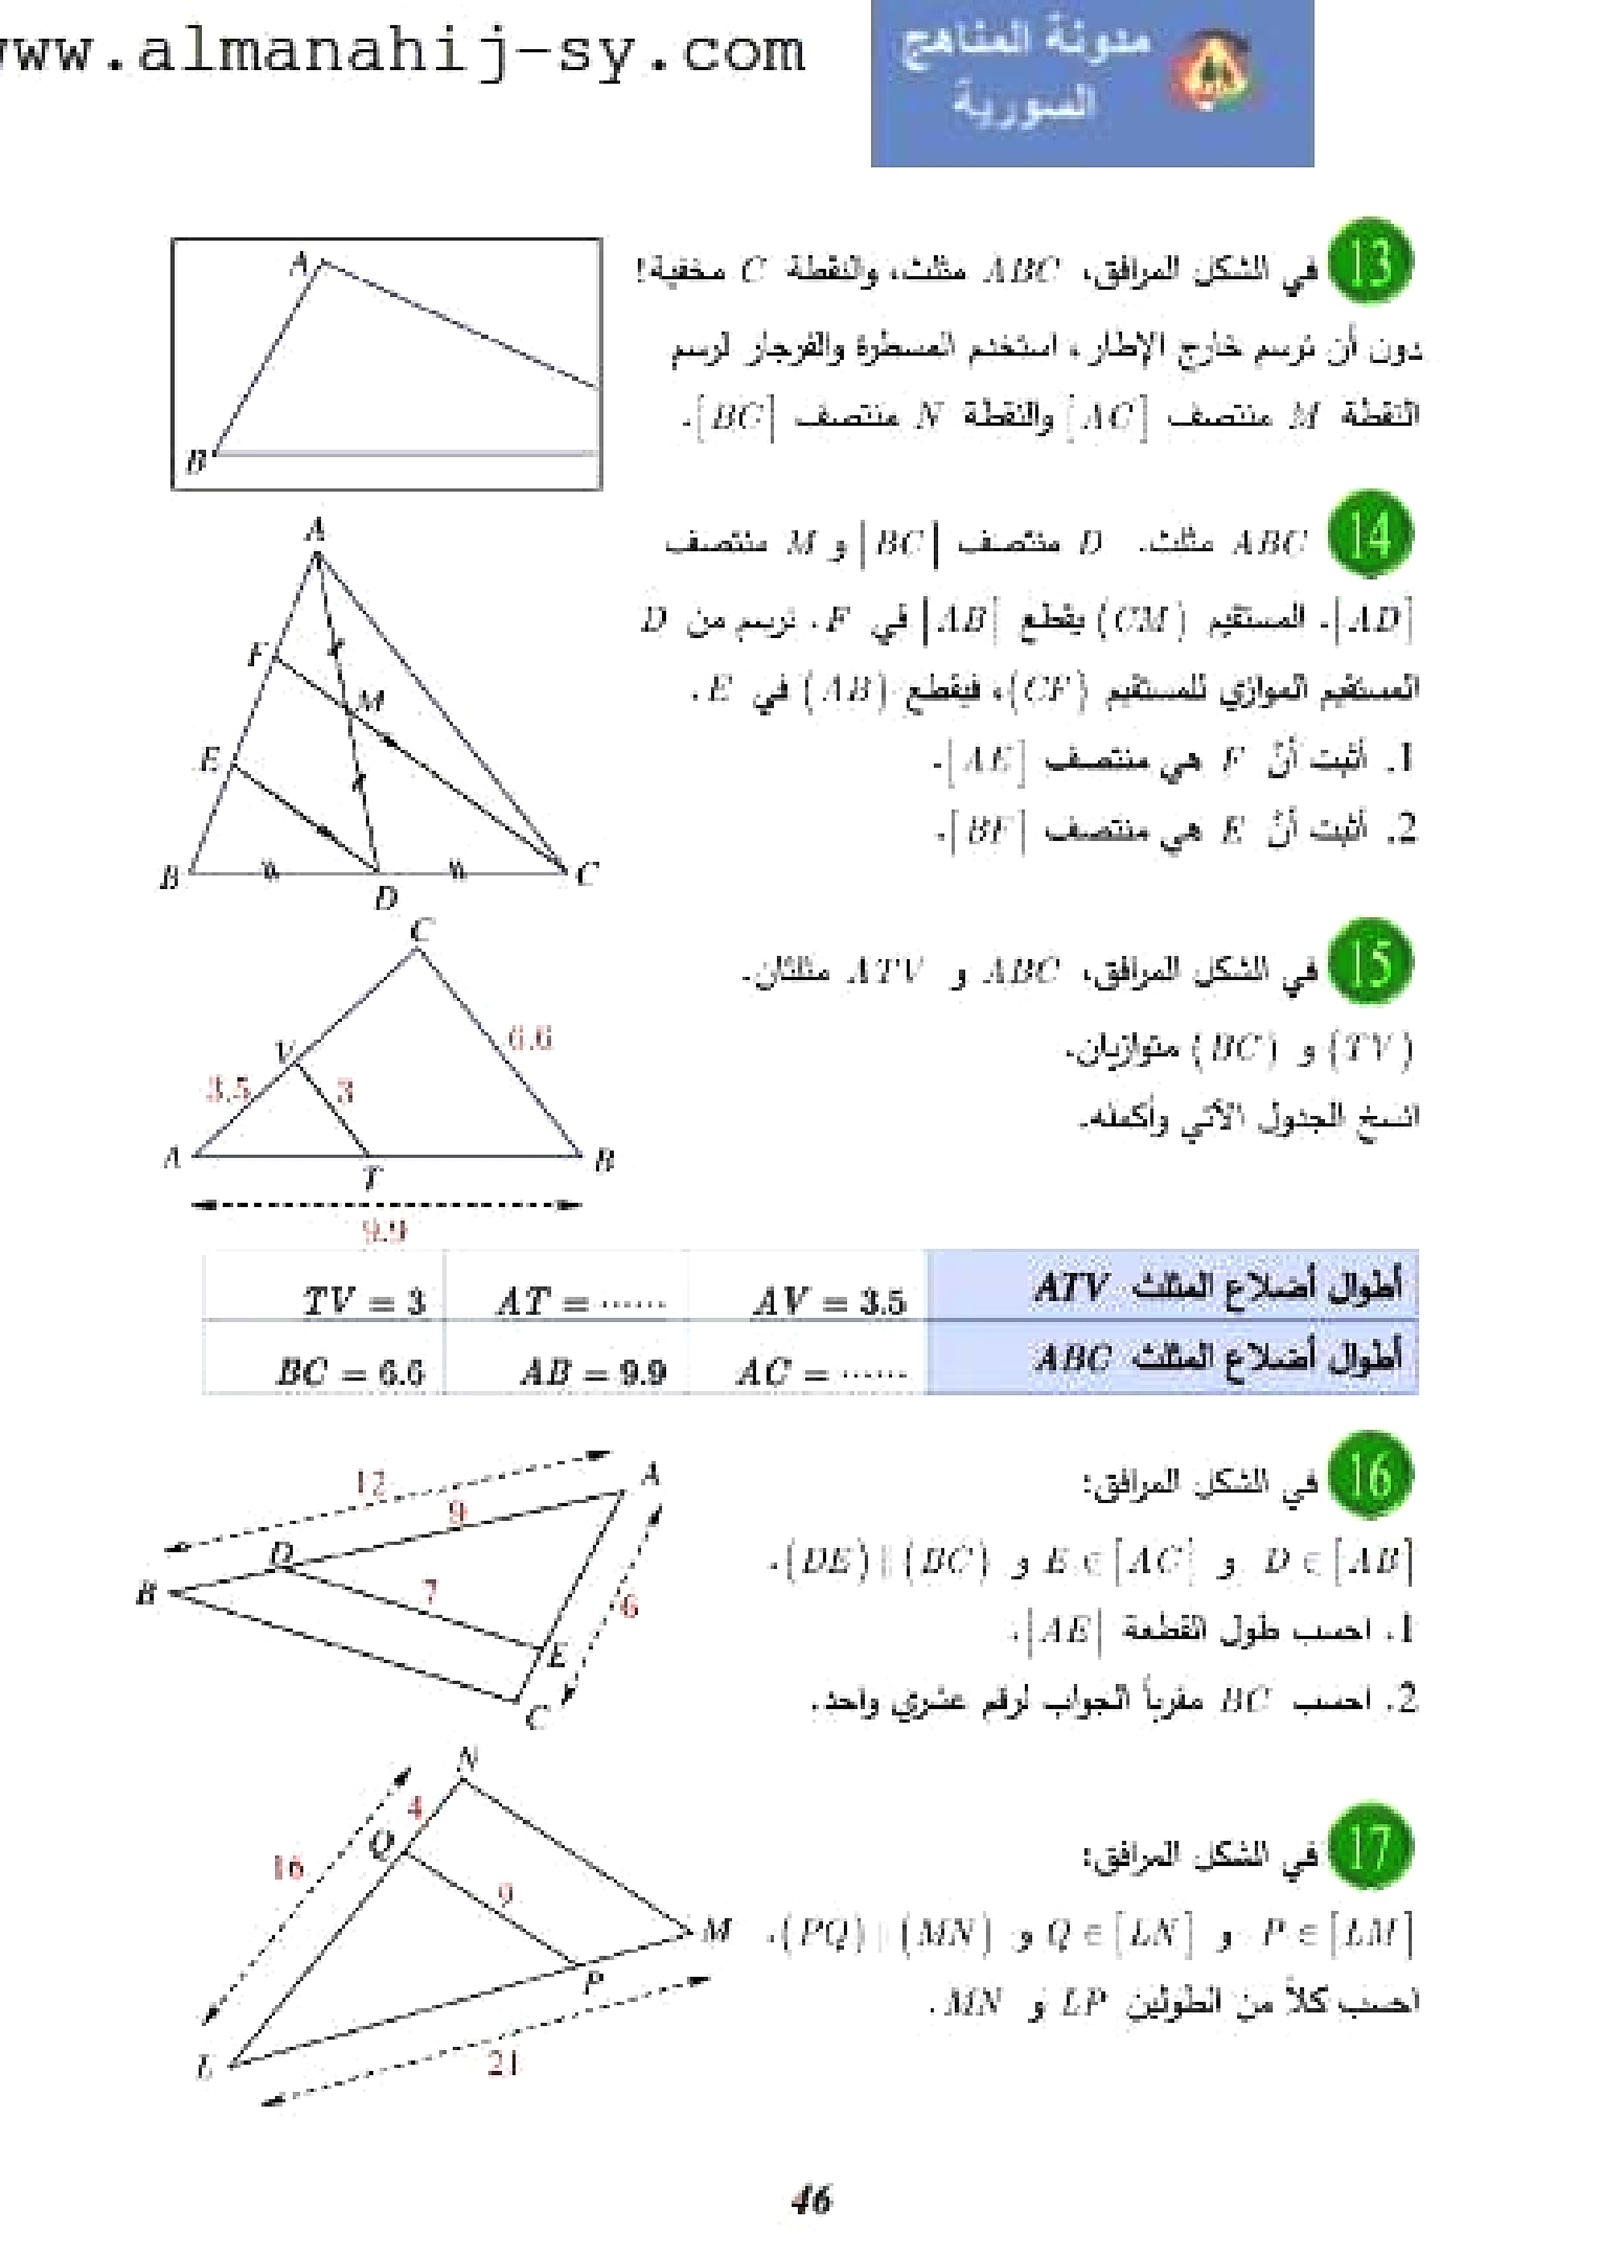 www.almanahij-sy.com
مدونة المناهج
السورية
13 في الشكل المرافق، ABC مثلث، والنقطة C مخفية!
دون أن ترسم خارج الإطار، استخدم المسطرة والفرجار لرسم
النقطة M منتصف [AC] والنقطة N منتصف [BC].
A
B
14 ABC مثلث. D منتصف [BC] و M منتصف
[AD]. المستقيم (CM) يقطع [AB] في F. نرسم من D
المستقيم الموازي للمستقيم (CF)، فيقطع (AB) في E.
1. أثبت أنّ F هي منتصف [AE].
2. أثبت أنّ E هي منتصف [BF].
A
F
M
E
B
D
C
15 في الشكل المرافق، ABC و ATV مثلثان.
(TV) و (BC) متوازيان.
انسخ الجدول الآتي وأكمله.
C
6.6
V
3.5
3
A
T
B
9.9
أطوال أضلاع المثلث ATV AV = 3.5 AT = ...... TV = 3
أطوال أضلاع المثلث ABC AC = ...... AB = 9.9 BC = 6.6
16 في الشكل المرافق:
D ∈ [AB] و E ∈ [AC] و (DE) || (BC).
1. احسب طول القطعة [AE].
2. احسب BC مقرباً الجواب لرقم عشري واحد.
12
A
9
D
B
7
6
E
C
17 في الشكل المرافق:
P ∈ [LM] و Q ∈ [LN] و (PQ) || (MN).
احسب كلاً من الطولين LP و MN.
N
4
Q
16
9
M
P
L
21
46